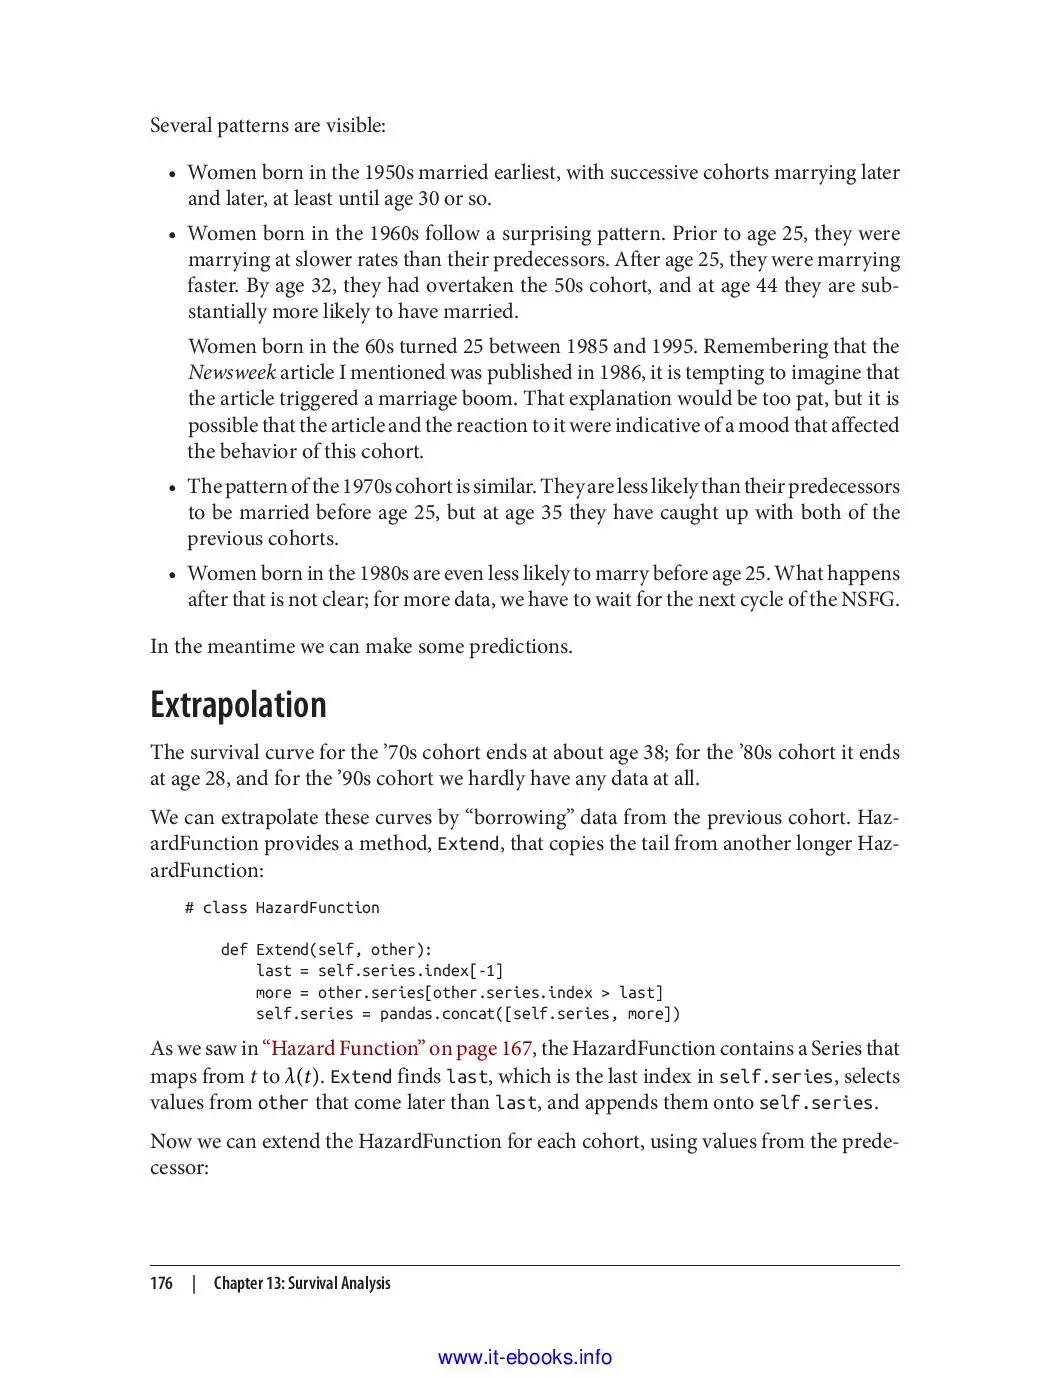 Several patterns are visible:
• Women born in the 1950s married earliest, with successive cohorts marrying later
and later, at least until age 30 or so.
• Women born in the 1960s follow a surprising pattern. Prior to age 25, they were
marrying at slower rates than their predecessors. After age 25, they were marrying
faster. By age 32, they had overtaken the 50s cohort, and at age 44 they are sub-
stantially more likely to have married.
Women born in the 60s turned 25 between 1985 and 1995. Remembering that the
Newsweek article I mentioned was published in 1986, it is tempting to imagine that
the article triggered a marriage boom. That explanation would be too pat, but it is
possible that the article and the reaction to it were indicative of a mood that affected
the behavior of this cohort.
• The pattern of the 1970s cohort is similar. They are less likely than their predecessors
to be married before age 25, but at age 35 they have caught up with both of the
previous cohorts.
• Women born in the 1980s are even less likely to marry before age 25. What happens
after that is not clear; for more data, we have to wait for the next cycle of the NSFG.
In the meantime we can make some predictions.
Extrapolation
The survival curve for the ’70s cohort ends at about age 38; for the ’80s cohort it ends
at age 28, and for the ’90s cohort we hardly have any data at all.
We can extrapolate these curves by “borrowing” data from the previous cohort. Haz-
ardFunction provides a method, Extend, that copies the tail from another longer Haz-
ardFunction:
# class HazardFunction
def Extend(self, other):
last = self.series.index[-1]
more = other.series[other.series.index > last]
self.series = pandas.concat([self.series, more])
As we saw in “Hazard Function” on page 167, the HazardFunction contains a Series that
maps from t to λ(t). Extend finds last, which is the last index in self.series, selects
values from other that come later than last, and appends them onto self.series.
Now we can extend the HazardFunction for each cohort, using values from the prede-
cessor:
176 | Chapter 13: Survival Analysis
www.it-ebooks.info